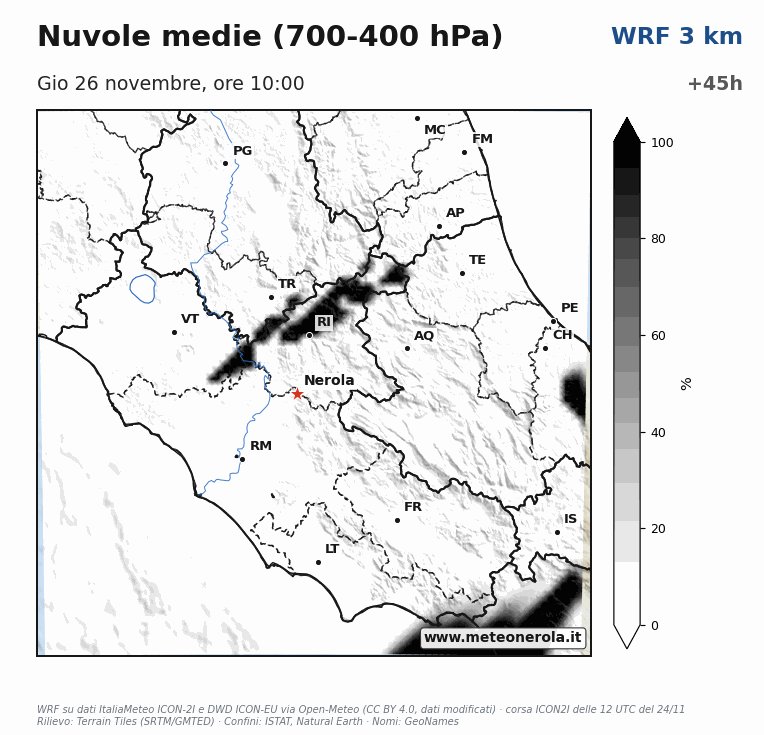 Nuvole medie (700-400 hPa)
WRF 3 km
Gio 26 novembre, ore 10:00
+45h
MC
FM
PG
AP
TE
TR
PE
VT
RI
AQ
CH
Nerola
RM
FR
IS
LT
www.meteonerola.it
100
80
60
40
20
0
%
WRF su dati ItaliaMeteo ICON-2I e DWD ICON-EU via Open-Meteo (CC BY 4.0, dati modificati) · corsa ICON2I delle 12 UTC del 24/11
Rilievo: Terrain Tiles (SRTM/GMTED) · Confini: ISTAT, Natural Earth · Nomi: GeoNames